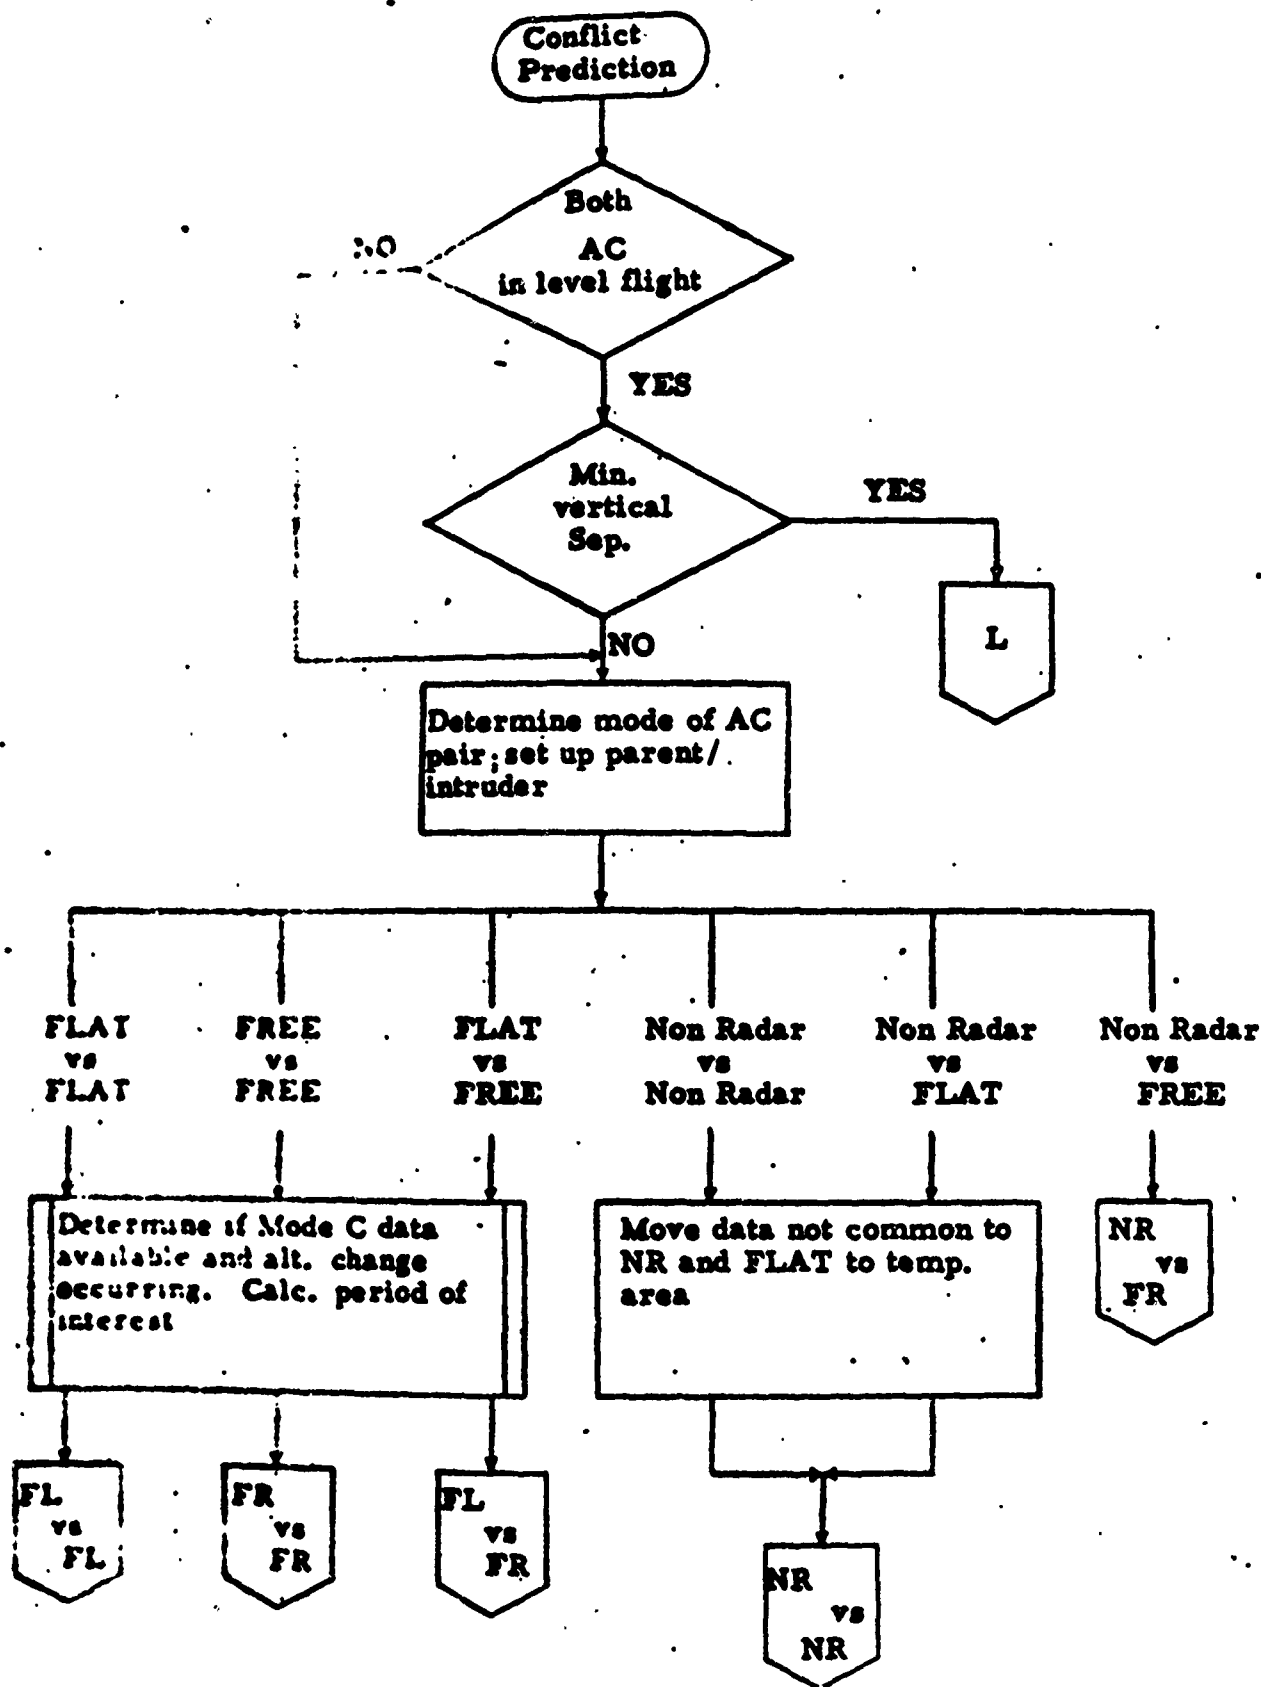 Conflict
Prediction
Both
AC
in level flight
NO
YES
Min.
vertical
Sep.
YES
L
NO
Determine mode of AC
pair; set up parent/
intruder
FLAT
vs
FLAT
FREE
vs
FREE
FLAT
vs
FREE
Non Radar
vs
Non Radar
Non Radar
vs
FLAT
Non Radar
vs
FREE
Determine if Mode C data
available and alt. change
occurring. Calc. period of
interest
Move data not common to
NR and FLAT to temp.
area
NR
vs
FR
FL
vs
FL
FR
vs
FR
FL
vs
FR
NR
vs
NR